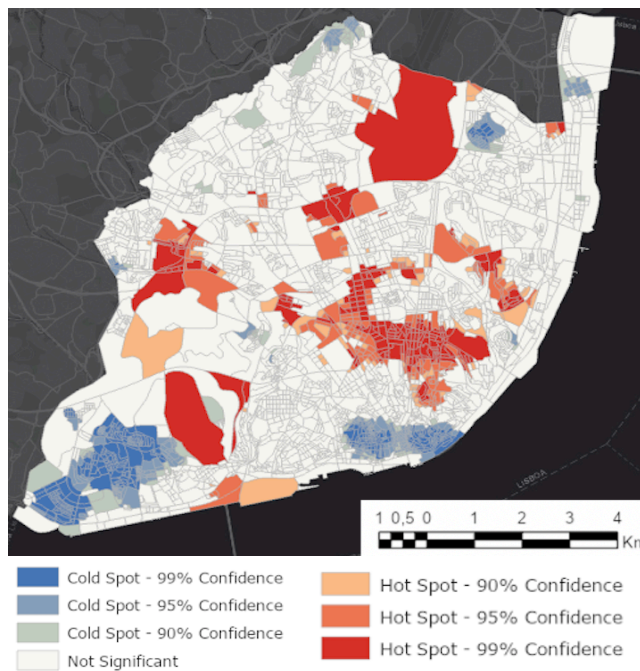 LISBOA
1 0,5 0 1 2 3 4
Km
Cold Spot - 99% Confidence
Cold Spot - 95% Confidence
Cold Spot - 90% Confidence
Not Significant
Hot Spot - 90% Confidence
Hot Spot - 95% Confidence
Hot Spot - 99% Confidence